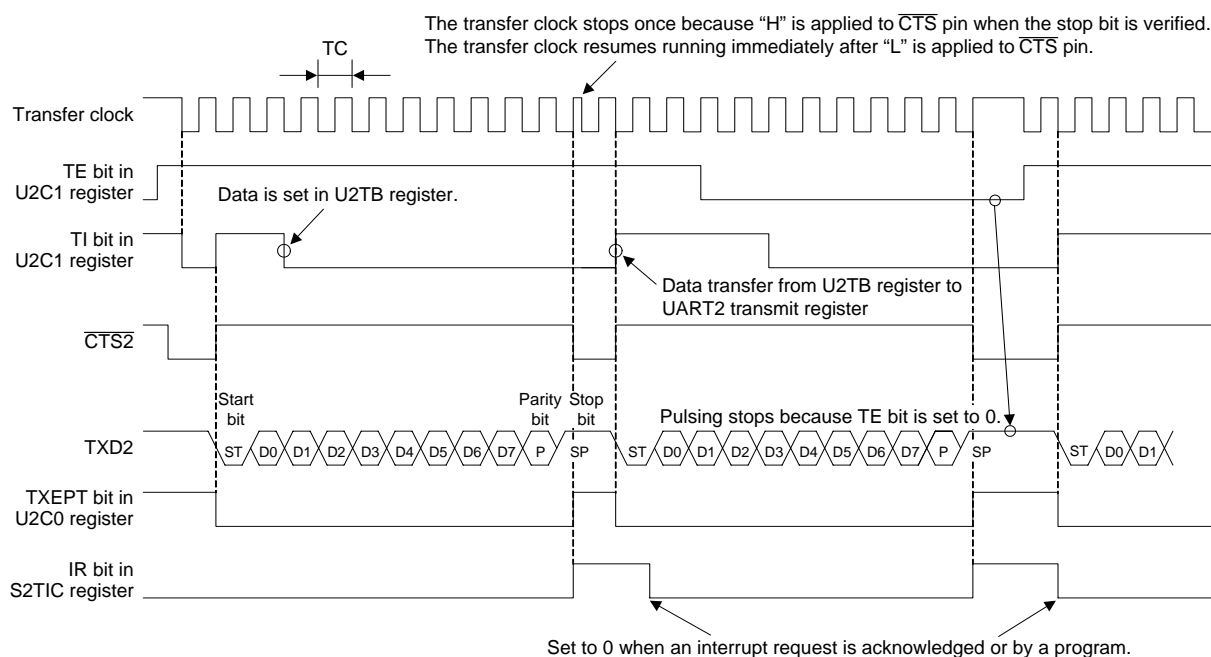 The transfer clock stops once because “H” is applied to CTS pin when the stop bit is verified.
The transfer clock resumes running immediately after “L” is applied to CTS pin.
TC
Transfer clock
TE bit in
U2C1 register
Data is set in U2TB register.
TI bit in
U2C1 register
Data transfer from U2TB register to
UART2 transmit register
CTS2
Start
bit
Parity
bit
Stop
bit
Pulsing stops because TE bit is set to 0.
TXD2
ST D0 D1 D2 D3 D4 D5 D6 D7 P SP ST D0 D1 D2 D3 D4 D5 D6 D7 P SP ST D0 D1
TXEPT bit in
U2C0 register
IR bit in
S2TIC register
Set to 0 when an interrupt request is acknowledged or by a program.